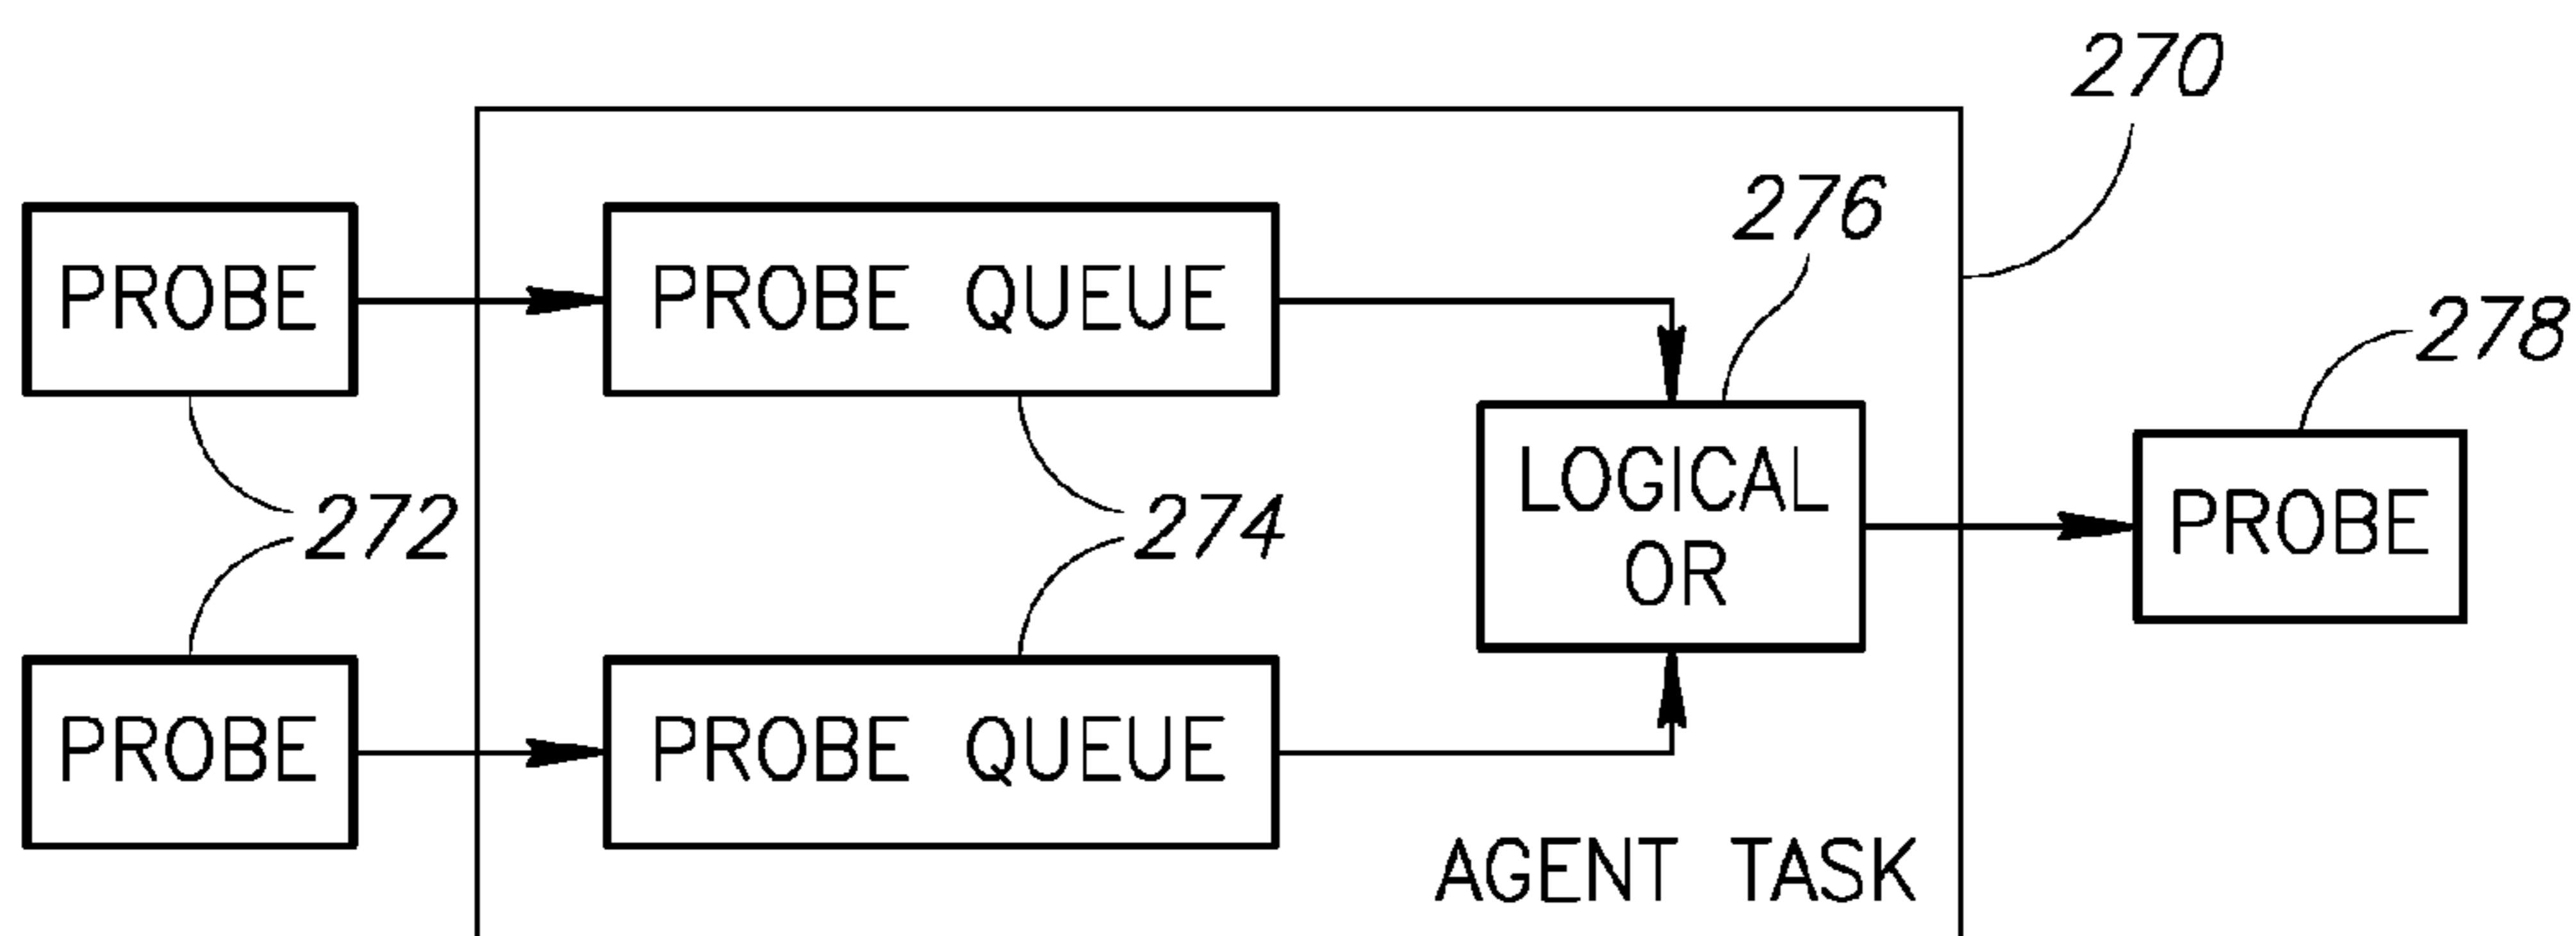 270
276
PROBE
PROBE QUEUE
278
LOGICAL
OR
PROBE
272
274
PROBE
PROBE QUEUE
AGENT TASK